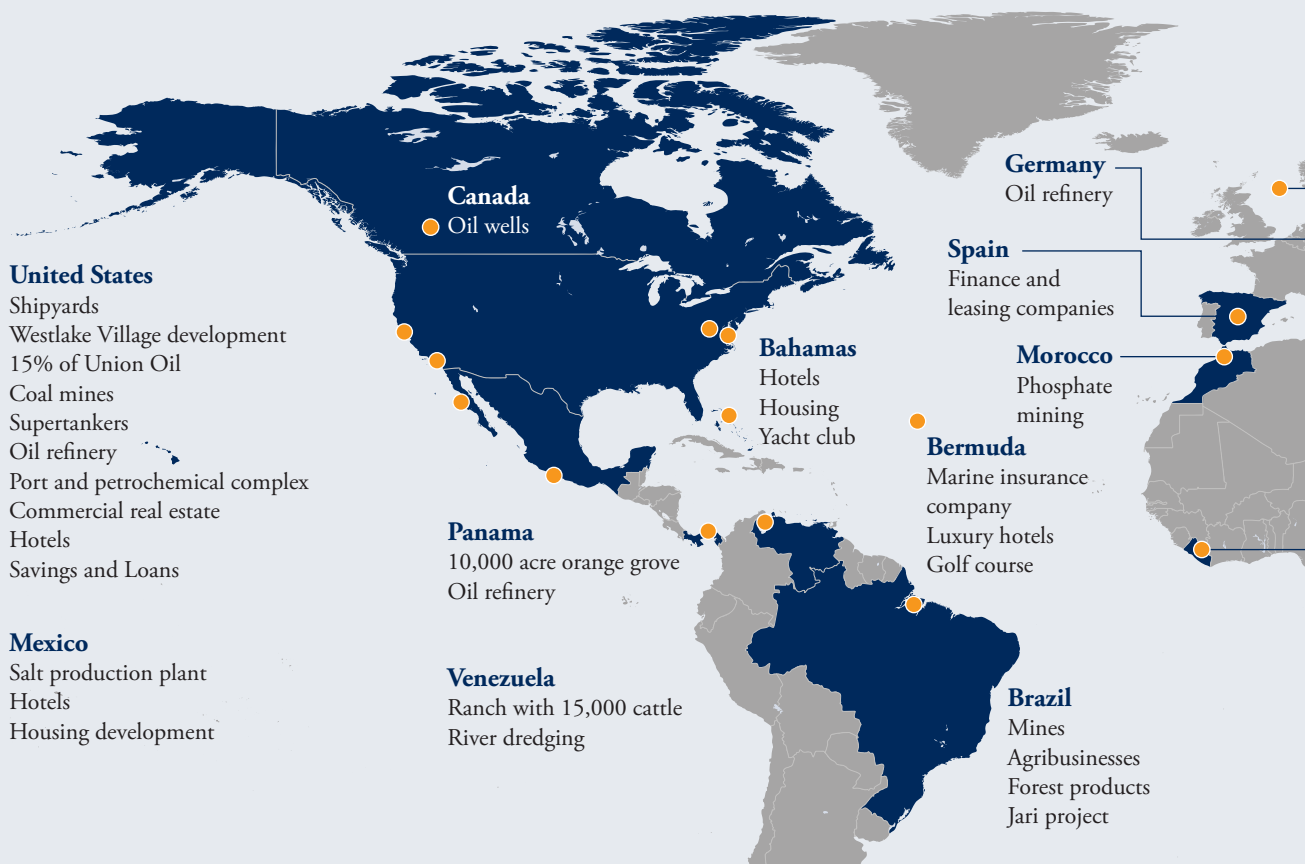 Canada
Oil wells
United States
Shipyards
Westlake Village development
15% of Union Oil
Coal mines
Supertankers
Oil refinery
Port and petrochemical complex
Commercial real estate
Hotels
Savings and Loans
Mexico
Salt production plant
Hotels
Housing development
Panama
10,000 acre orange grove
Oil refinery
Venezuela
Ranch with 15,000 cattle
River dredging
Bahamas
Hotels
Housing
Yacht club
Germany
Oil refinery
Spain
Finance and
leasing companies
Morocco
Phosphate
mining
Bermuda
Marine insurance
company
Luxury hotels
Golf course
Brazil
Mines
Agribusinesses
Forest products
Jari project